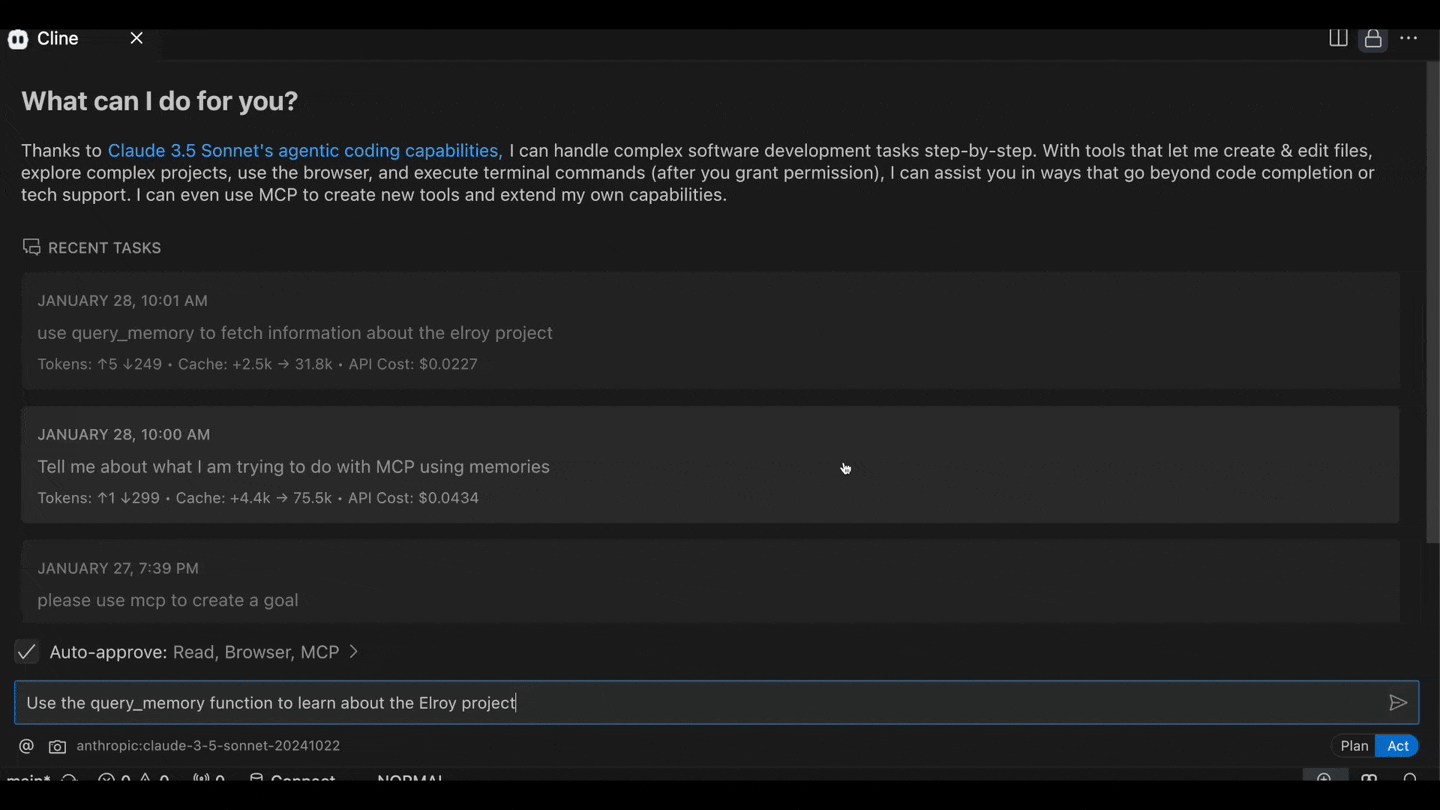 Cline
What can I do for you?
Thanks to Claude 3.5 Sonnet's agentic coding capabilities, I can handle complex software development tasks step-by-step. With tools that let me create & edit files,
explore complex projects, use the browser, and execute terminal commands (after you grant permission), I can assist you in ways that go beyond code completion or
tech support. I can even use MCP to create new tools and extend my own capabilities.
RECENT TASKS
JANUARY 28, 10:01 AM
use query_memory to fetch information about the elroy project
Tokens: ↑5 ↓249 • Cache: +2.5k → 31.8k • API Cost: $0.0227
JANUARY 28, 10:00 AM
Tell me about what I am trying to do with MCP using memories
Tokens: ↑1 ↓299 • Cache: +4.4k → 75.5k • API Cost: $0.0434
JANUARY 27, 7:39 PM
please use mcp to create a goal
Auto-approve: Read, Browser, MCP >
Use the query_memory function to learn about the Elroy project
@ anthropic:claude-3-5-sonnet-20241022 Plan Act
main* 0 0 0 Connect NORMAL